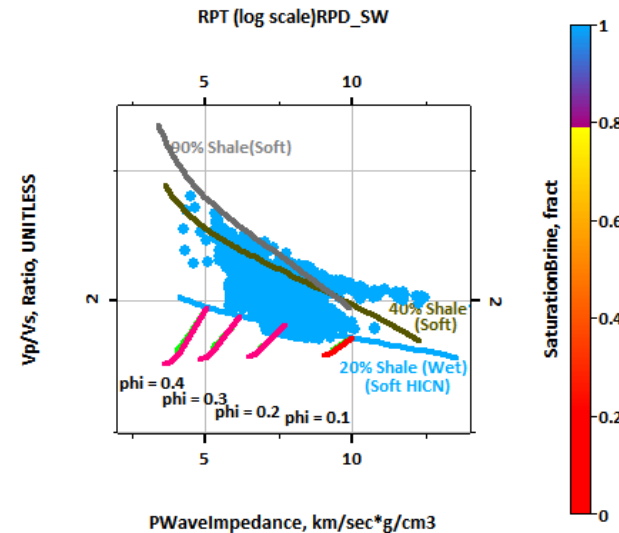 RPT (log scale)RPD_SW
5 10
90% Shale(Soft)
2 2
40% Shale
(Soft)
20% Shale (Wet)
(Soft HICN)
phi = 0.4
phi = 0.3
phi = 0.2
phi = 0.1
5 10
PWaveImpedance, km/sec*g/cm3
Vp/Vs, Ratio, UNITLESS
SaturationBrine, fract
1
0.8
0.6
0.4
0.2
0